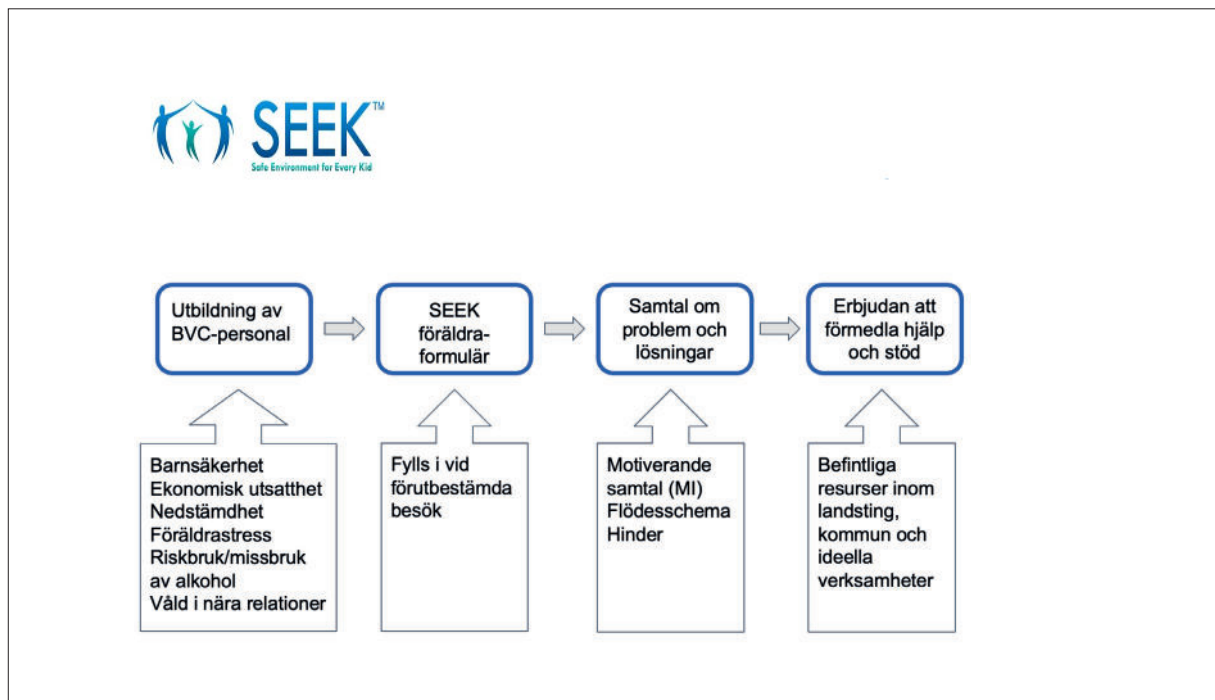 SEEK™
Safe Environment for Every Kid
Utbildning av
BVC-personal
SEEK
föräldra-
formulär
Samtal om
problem och
lösningar
Erbjudan att
förmedla hjälp
och stöd
Barnsäkerhet
Ekonomisk utsatthet
Nedstämdhet
Föräldrastress
Riskbruk/missbruk
av alkohol
Våld i nära relationer
Fylls i vid
förutbestämda
besök
Motiverande
samtal (MI)
Flödesschema
Hinder
Befintliga
resurser inom
landsting,
kommun och
ideella
verksamheter